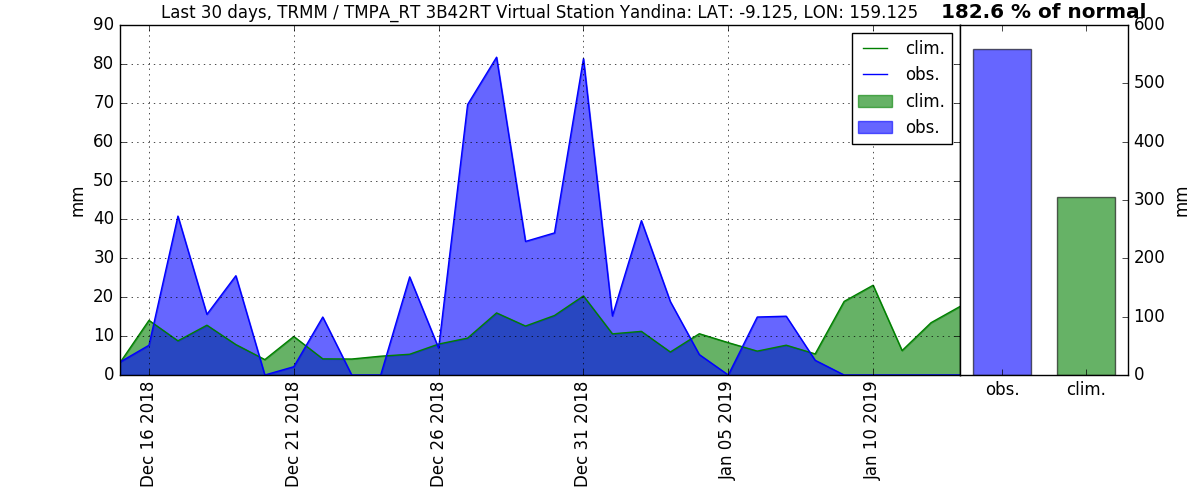 Last 30 days, TRMM / TMPA_RT 3B42RT Virtual Station Yandina: LAT: -9.125, LON: 159.125
182.6 % of normal
90
80
70
60
50
40
30
20
10
0
mm
clim.
obs.
clim.
obs.
Dec 16 2018
Dec 21 2018
Dec 26 2018
Dec 31 2018
Jan 05 2019
Jan 10 2019
600
500
400
300
200
100
0
mm
obs.
clim.